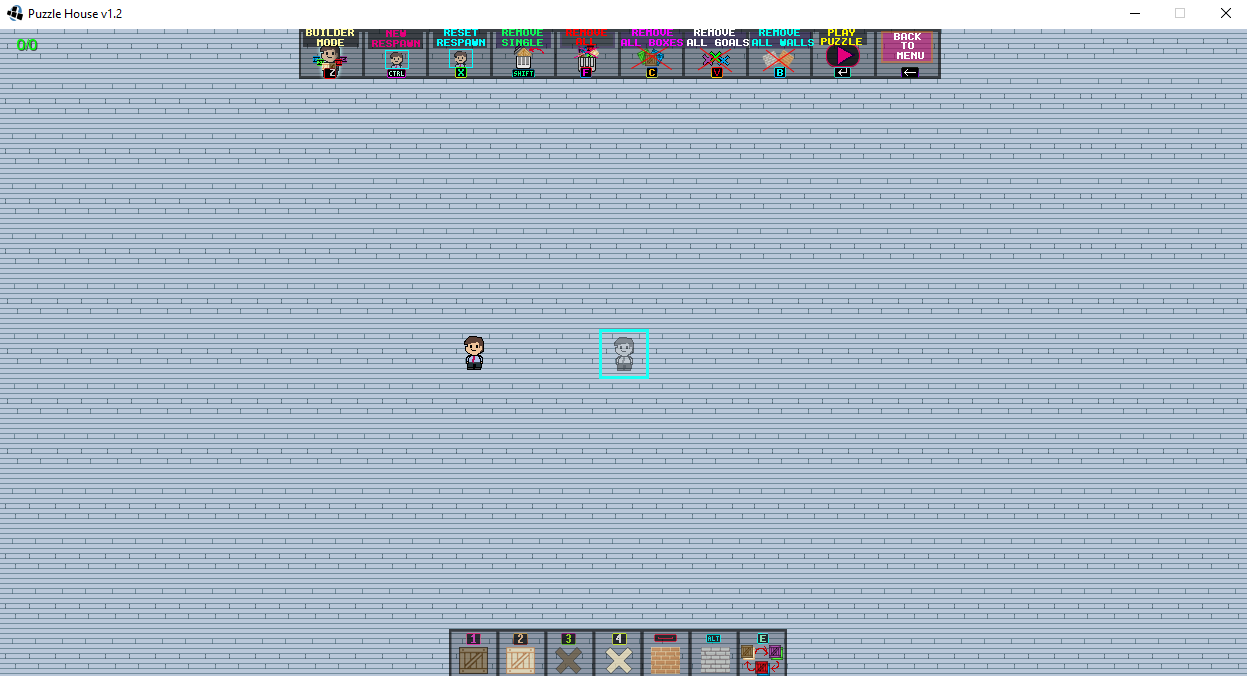 Puzzle House v1.2
0/0
BUILDER MODE
Z
NEW RESPAWN
CTRL
RESET RESPAWN
X
REMOVE SINGLE
SHIFT
REMOVE ALL
F
REMOVE ALL BOXES
C
REMOVE ALL GOALS
V
REMOVE ALL WALLS
B
PLAY PUZZLE
BACK TO MENU
1
2
3
4
ALT
E